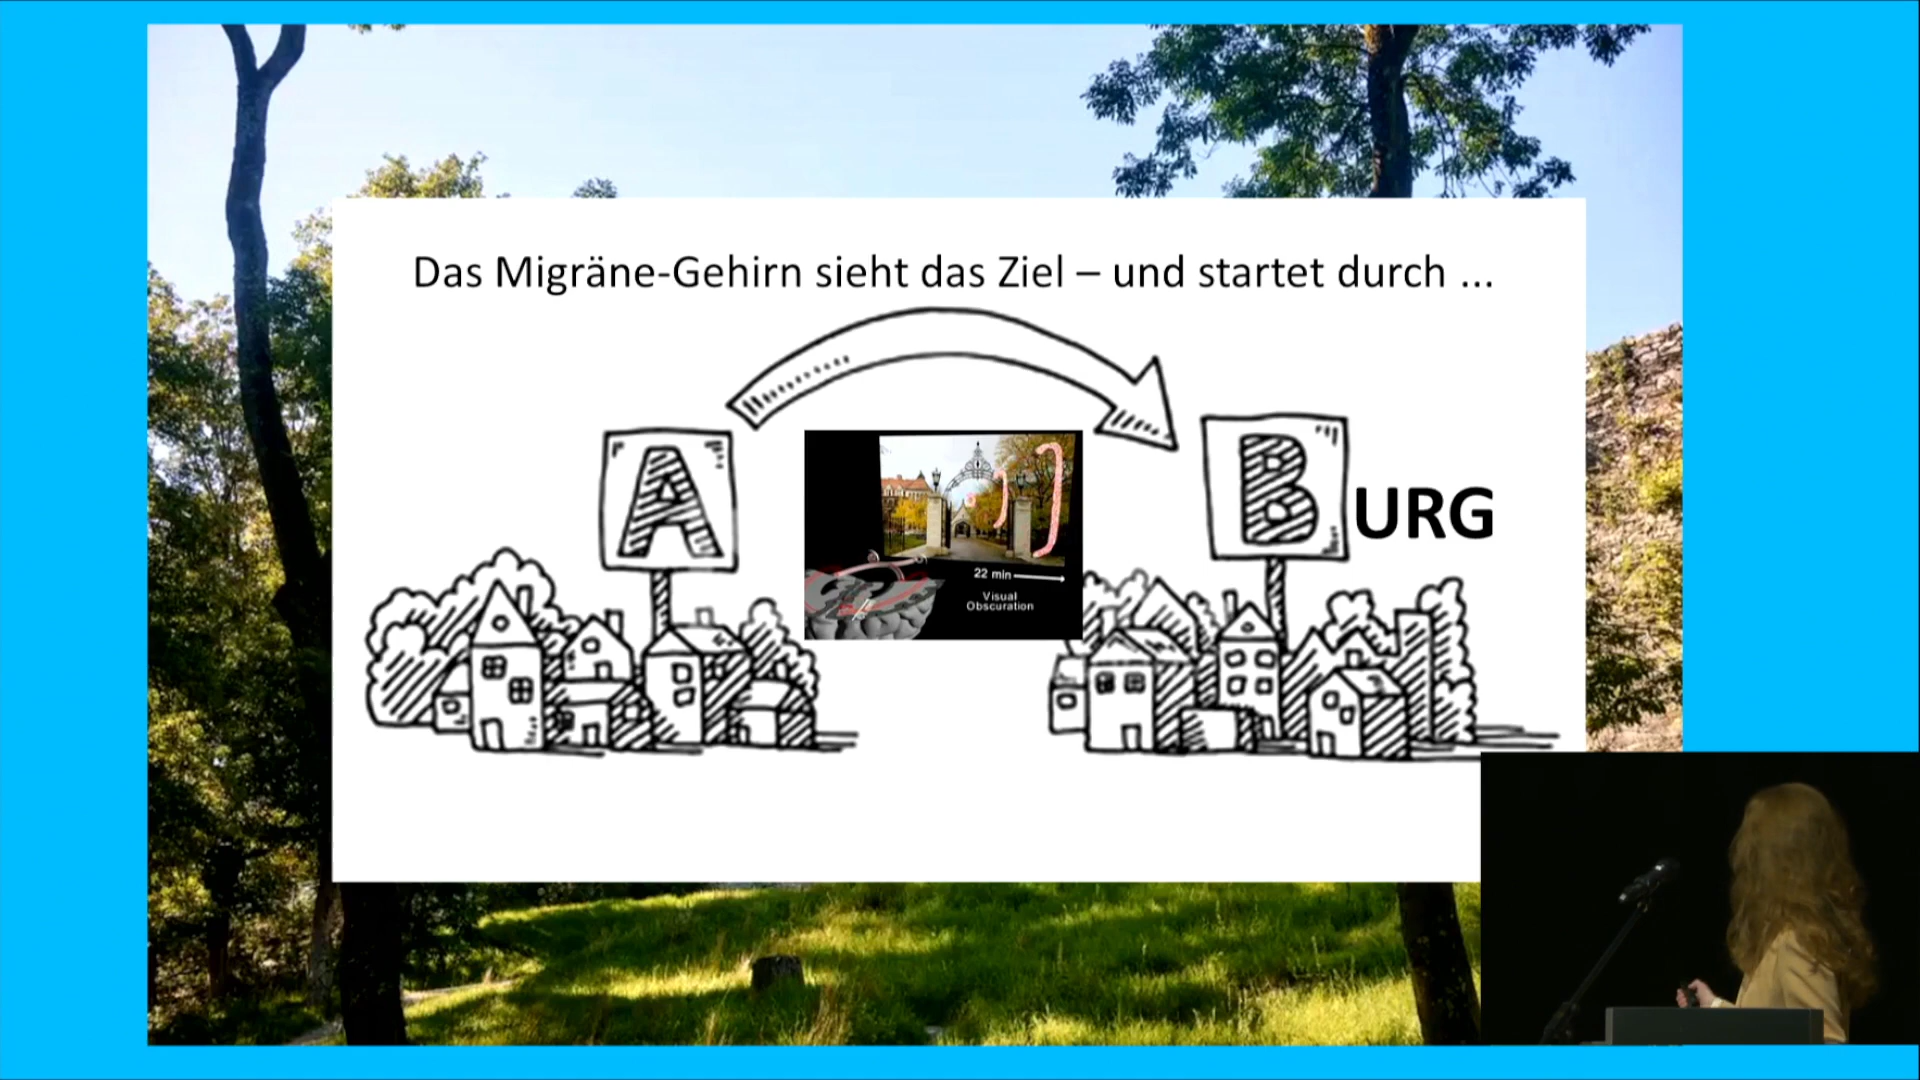 Das Migräne-Gehirn sieht das Ziel – und startet durch ...
A
B URG
22 min
Visual
Obscuration